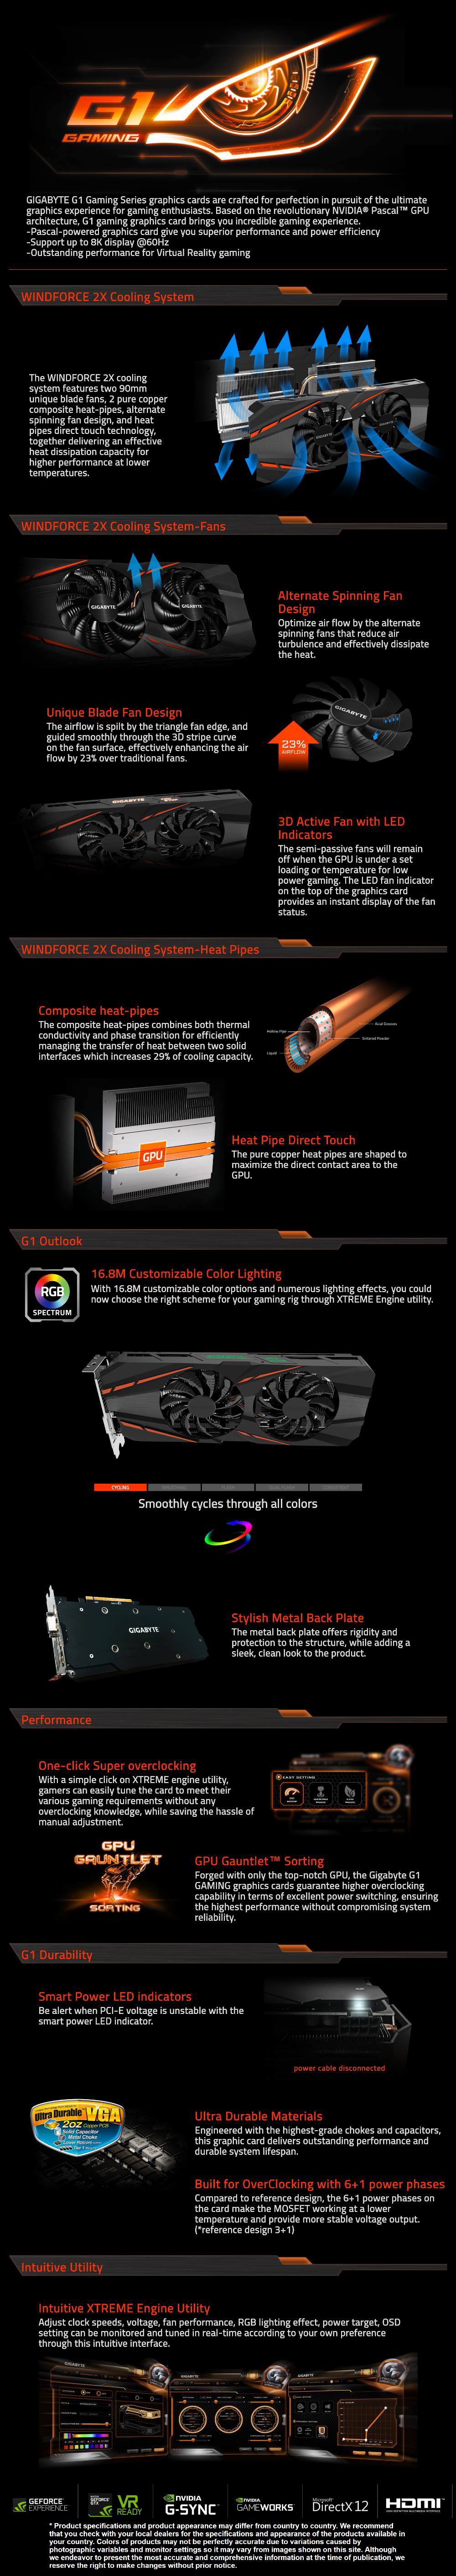 G1
GAMING
GIGABYTE G1 Gaming Series graphics cards are crafted for perfection in pursuit of the ultimate
graphics experience for gaming enthusiasts. Based on the revolutionary NVIDIA® Pascal™ GPU
architecture, G1 gaming graphics card brings you incredible gaming experience.
-Pascal-powered graphics card give you superior performance and power efficiency
-Support up to 8K display @60Hz
-Outstanding performance for Virtual Reality gaming
WINDFORCE 2X Cooling System
The WINDFORCE 2X cooling
system features two 90mm
unique blade fans, 2 pure copper
composite heat-pipes, alternate
spinning fan design, and heat
pipes direct touch technology,
together delivering an effective
heat dissipation capacity for
higher performance at lower
temperatures.
GIGABYTE
GIGABYTE
WINDFORCE 2X Cooling System-Fans
GIGABYTE
GIGABYTE
Alternate Spinning Fan
Design
Optimize air flow by the alternate
spinning fans that reduce air
turbulence and effectively dissipate
the heat.
Unique Blade Fan Design
The airflow is spilt by the triangle fan edge, and
guided smoothly through the 3D stripe curve
on the fan surface, effectively enhancing the air
flow by 23% over traditional fans.
GIGABYTE
23%
AIRFLOW
GIGABYTE
3D Active Fan with LED
Indicators
The semi-passive fans will remain
off when the GPU is under a set
loading or temperature for low
power gaming. The LED fan indicator
on the top of the graphics card
provides an instant display of the fan
status.
WINDFORCE 2X Cooling System-Heat Pipes
Composite heat-pipes
The composite heat-pipes combines both thermal
conductivity and phase transition for efficiently
managing the transfer of heat between two solid
interfaces which increases 29% of cooling capacity.
Axial Grooves
Hollow Pipe
Sintered Powder
Liquid
GPU
Heat Pipe Direct Touch
The pure copper heat pipes are shaped to
maximize the direct contact area to the
GPU.
G1 Outlook
RGB
SPECTRUM
16.8M Customizable Color Lighting
With 16.8M customizable color options and numerous lighting effects, you could
now choose the right scheme for your gaming rig through XTREME Engine utility.
CYCLING
BREATHING
FLASH
DUAL FLASH
CONSISTENT
Smoothly cycles through all colors
GIGABYTE
Stylish Metal Back Plate
The metal back plate offers rigidity and
protection to the structure, while adding a
sleek, clean look to the product.
Performance
One-click Super overclocking
With a simple click on XTREME engine utility,
gamers can easily tune the card to meet their
various gaming requirements without any
overclocking knowledge, while saving the hassle of
manual adjustment.
EASY SETTING
GPU
GAUNTLET
SORTING
GPU Gauntlet™ Sorting
Forged with only the top-notch GPU, the Gigabyte G1
GAMING graphics cards guarantee higher overclocking
capability in terms of excellent power switching, ensuring
the highest performance without compromising system
reliability.
G1 Durability
Smart Power LED indicators
Be alert when PCI-E voltage is unstable with the
smart power LED indicator.
power cable disconnected
Ultra Durable VGA
2oz Copper PCB
Solid Capacitor
Metal Choke
Lower RDS(on)
Ultra Durable Materials
Engineered with the highest-grade chokes and capacitors,
this graphic card delivers outstanding performance and
durable system lifespan.
Built for OverClocking with 6+1 power phases
Compared to reference design, the 6+1 power phases on
the card make the MOSFET working at a lower
temperature and provide more stable voltage output.
(*reference design 3+1)
Intuitive Utility
Intuitive XTREME Engine Utility
Adjust clock speeds, voltage, fan performance, RGB lighting effect, power target, OSD
setting can be monitored and tuned in real-time according to your own preference
through this intuitive interface.
GIGABYTE
GIGABYTE
GIGABYTE
GEFORCE
EXPERIENCE
GEFORCE
GTX
VR
READY
NVIDIA
G-SYNC
NVIDIA
GAMEWORKS
Microsoft
DirectX 12
HDMI
HIGH-DEFINITION MULTIMEDIA INTERFACE
* Product specifications and product appearance may differ from country to country. We recommend
that you check with your local dealers for the specifications and appearance of the products available in
your country. Colors of products may not be perfectly accurate due to variations caused by
photographic variables and monitor settings so it may vary from images shown on this site. Although
we endeavor to present the most accurate and comprehensive information at the time of publication, we
reserve the right to make changes without prior notice.